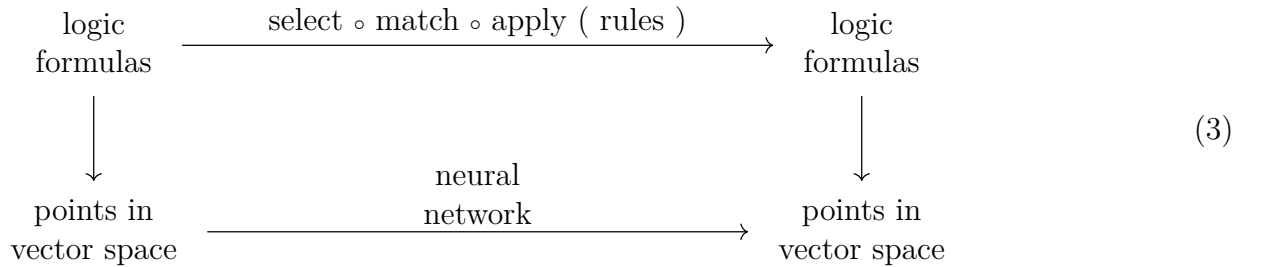 logic
formulas
select ∘ match ∘ apply ( rules )
logic
formulas
(3)
points in
vector space
neural
network
points in
vector space